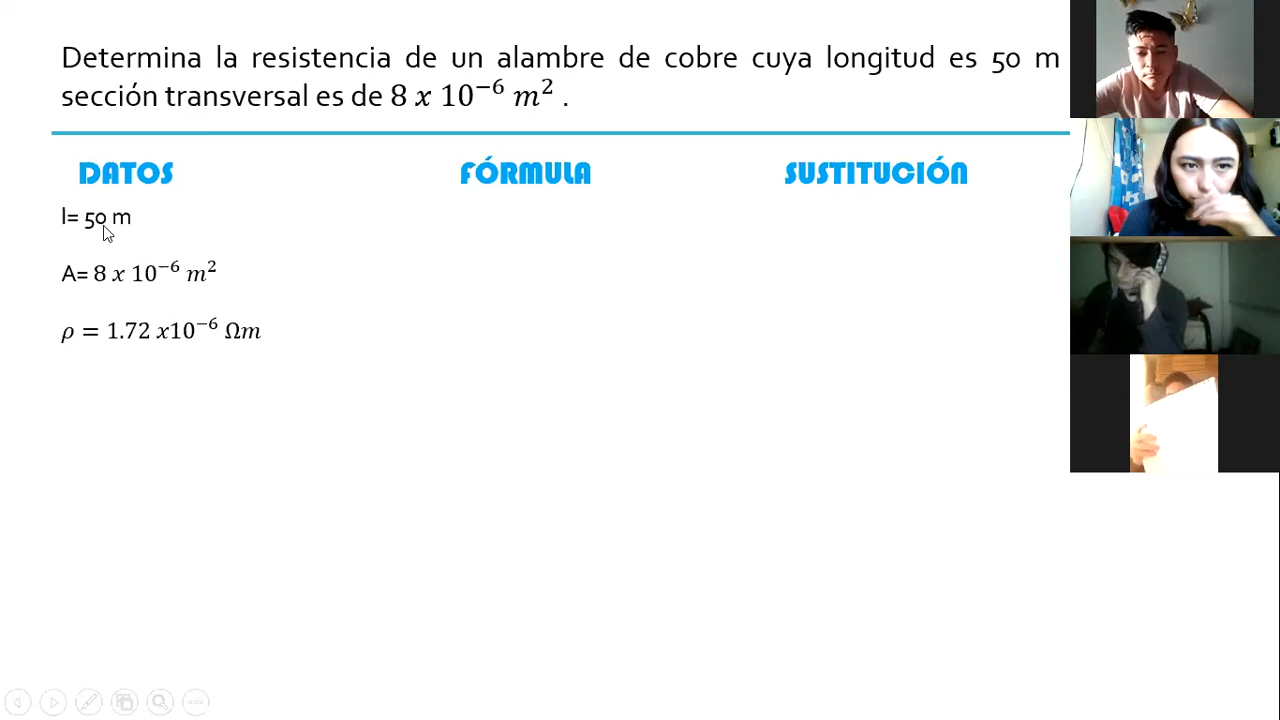 Determina la resistencia de un alambre de cobre cuya longitud es 50 m
sección transversal es de 8 x 10⁻⁶ m² .
DATOS FÓRMULA SUSTITUCIÓN
l= 50 m
A= 8 x 10⁻⁶ m²
ρ = 1.72 x10⁻⁶ Ωm